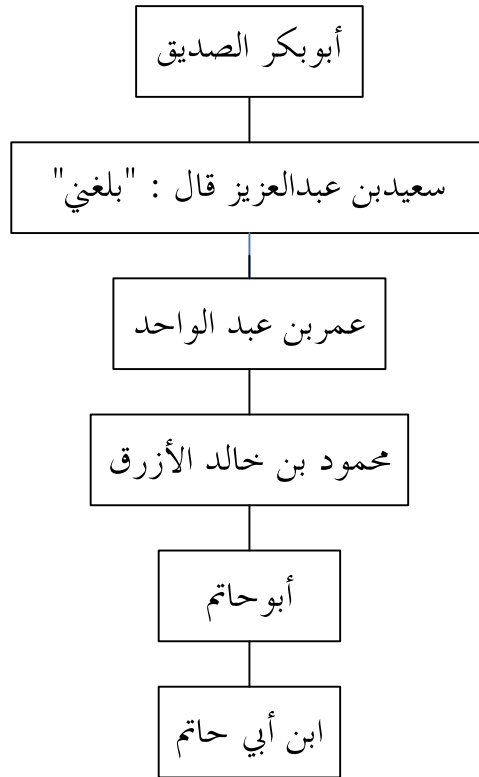 أبوبكر الصديق
سعيدبن عبدالعزيز قال : "بلغني"
عمربن عبد الواحد
محمود بن خالد الأزرق
أبوحاتم
ابن أبي حاتم